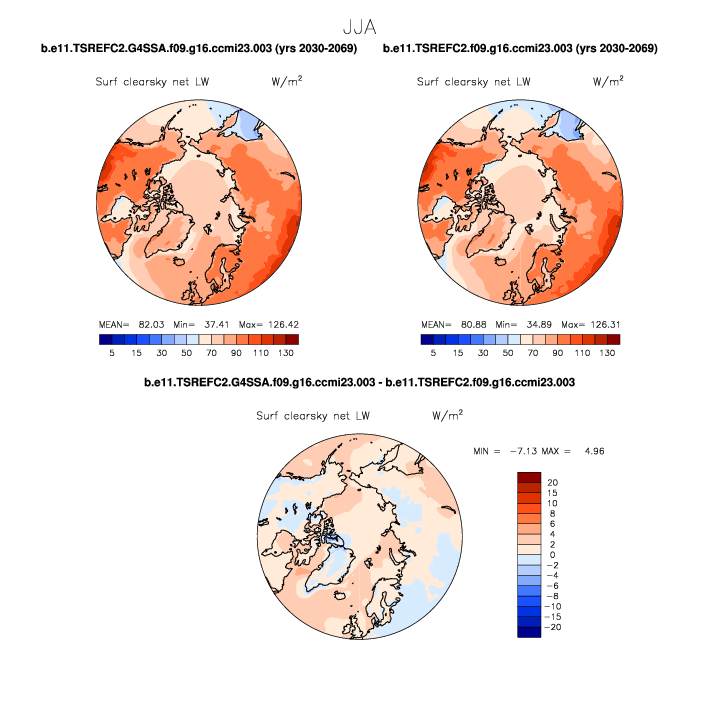 JJA
b.e11.TSREFC2.G4SSA.f09.g16.ccmi23.003 (yrs 2030-2069)
b.e11.TSREFC2.f09.g16.ccmi23.003 (yrs 2030-2069)
Surf clearsky net LW W/m²
Surf clearsky net LW W/m²
MEAN= 82.03 Min= 37.41 Max= 126.42
MEAN= 80.88 Min= 34.89 Max= 126.31
5 15 30 50 70 90 110 130
5 15 30 50 70 90 110 130
b.e11.TSREFC2.G4SSA.f09.g16.ccmi23.003 - b.e11.TSREFC2.f09.g16.ccmi23.003
Surf clearsky net LW W/m²
MIN = -7.13 MAX = 4.96
20
15
10
8
6
4
2
0
-2
-4
-6
-8
-10
-15
-20